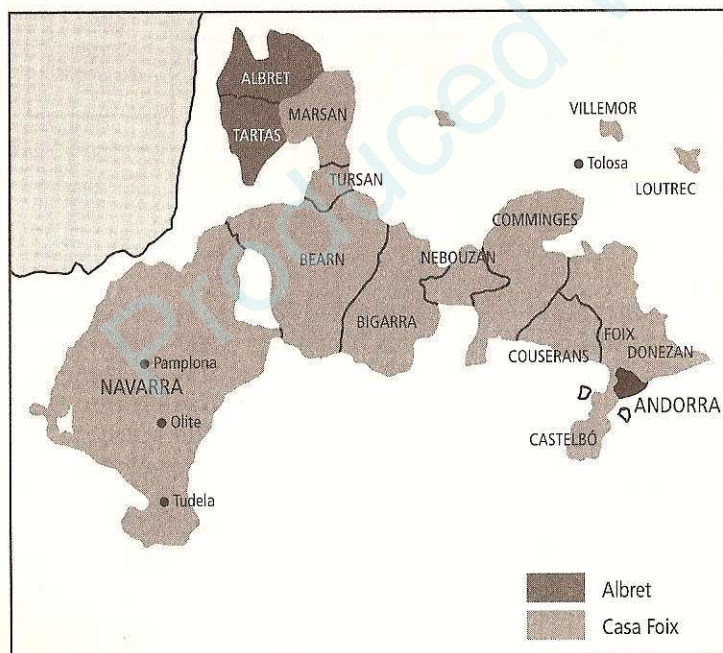 ALBRET
MARSAN
TARTAS
VILLEMOR
Tolosa
LOUTREC
TURSAN
COMMINGES
BEARN
NEBOUZAN
BIGARRA
FOIX
COUSERANS
DONEZAN
Pamplona
NAVARRA
ANDORRA
Olite
CASTELBÓ
Tudela
Albret
Casa Foix
Produced